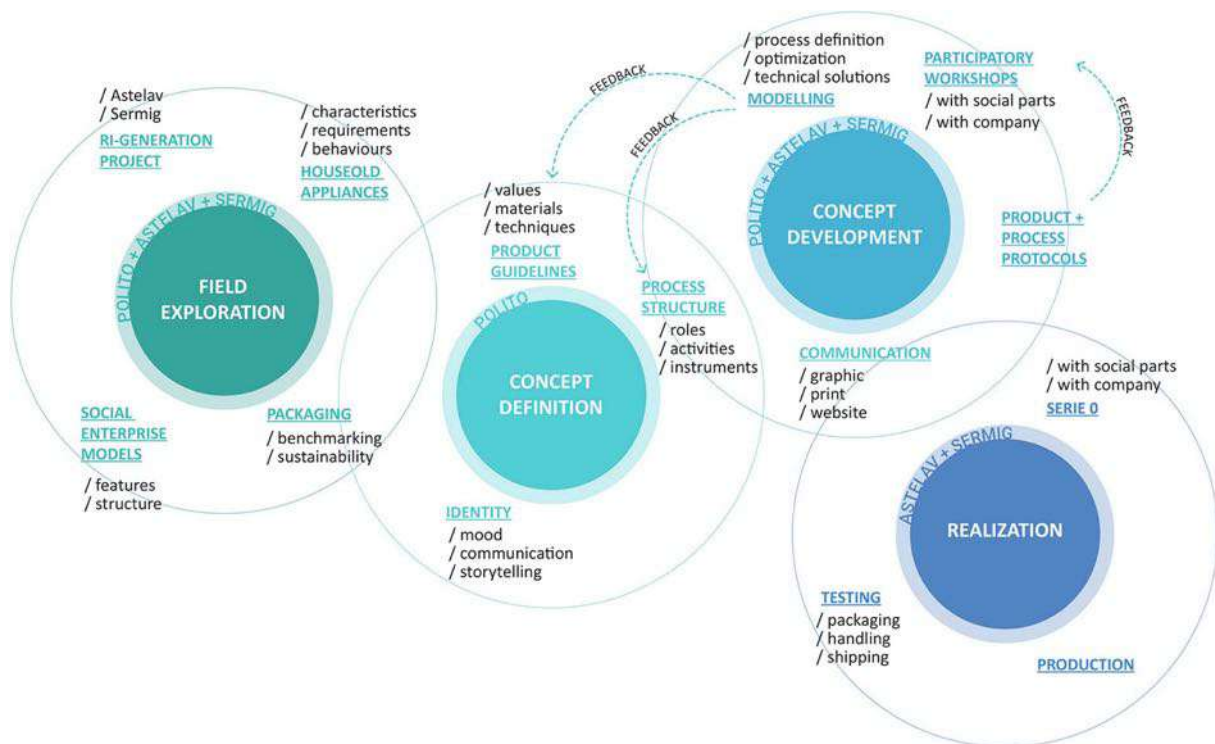 / Astelav
/ Sermig
RI-GENERATION
PROJECT
/ characteristics
/ requirements
/ behaviours
HOUSEOLD
APPLIANCES
POLITO + ASTELAV + SERMIG
FIELD
EXPLORATION
SOCIAL
ENTERPRISE
MODELS
/ features
/ structure
PACKAGING
/ benchmarking
/ sustainability
/ values
/ materials
/ techniques
PRODUCT
GUIDELINES
POLITO
CONCEPT
DEFINITION
PROCESS
STRUCTURE
/ roles
/ activities
/ instruments
IDENTITY
/ mood
/ communication
/ storytelling
FEEDBACK
FEEDBACK
/ process definition
/ optimization
/ technical solutions
MODELLING
PARTICIPATORY
WORKSHOPS
/ with social parts
/ with company
FEEDBACK
POLITO + ASTELAV + SERMIG
CONCEPT
DEVELOPMENT
PRODUCT +
PROCESS
PROTOCOLS
COMMUNICATION
/ graphic
/ print
/ website
/ with social parts
/ with company
SERIE 0
ASTELAV + SERMIG
REALIZATION
TESTING
/ packaging
/ handling
/ shipping
PRODUCTION